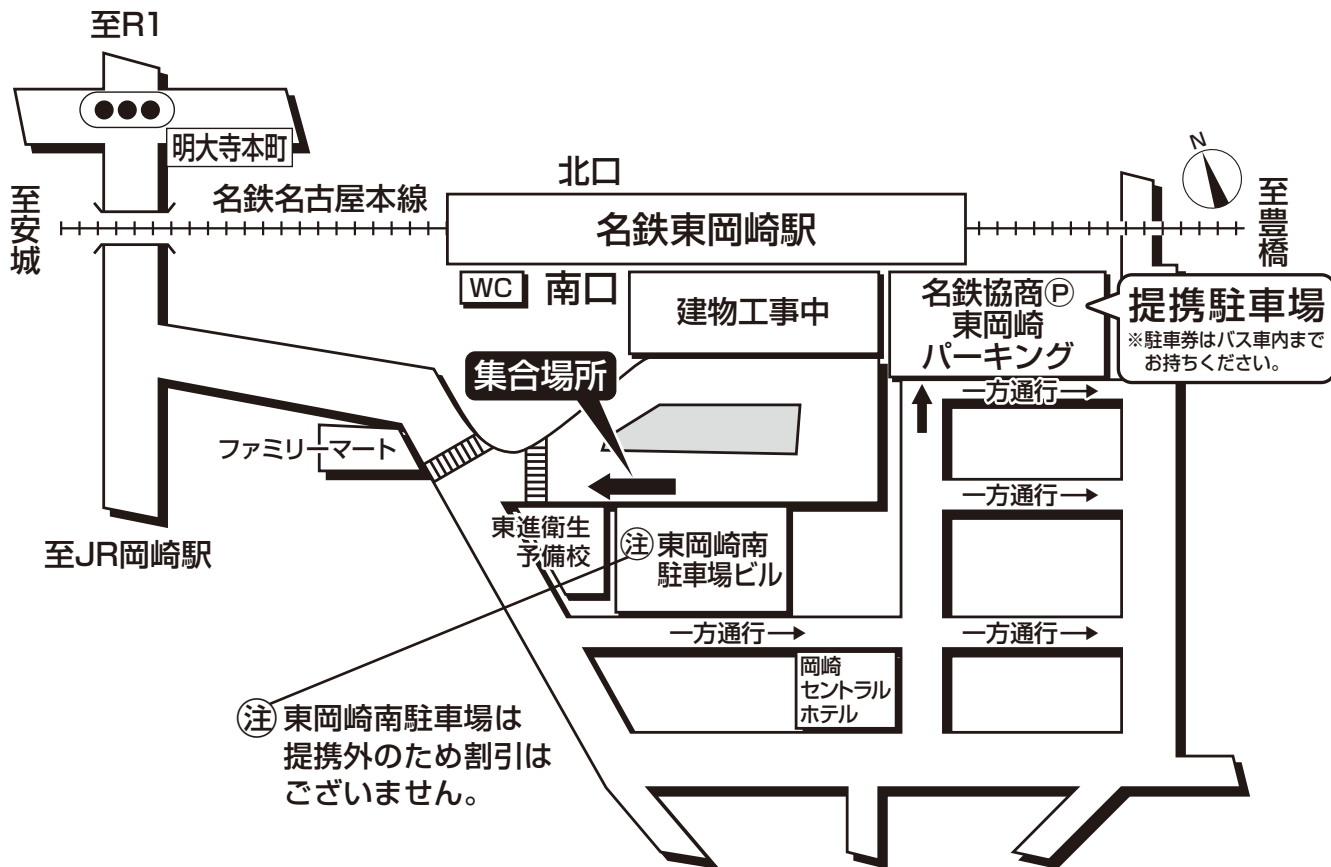 至R1
明大寺本町
至安城
名鉄名古屋本線
北口
名鉄東岡崎駅
N
至豊橋
WC
南口
建物工事中
名鉄協商Ⓟ
東岡崎
パーキング
提携駐車場
※駐車券はバス車内まで
お持ちください。
集合場所
一方通行→
ファミリーマート
一方通行→
東進衛生
予備校
注 東岡崎南
駐車場ビル
至JR岡崎駅
一方通行→
一方通行→
岡崎
セントラル
ホテル
注 東岡崎南駐車場は
提携外のため割引は
ございません。